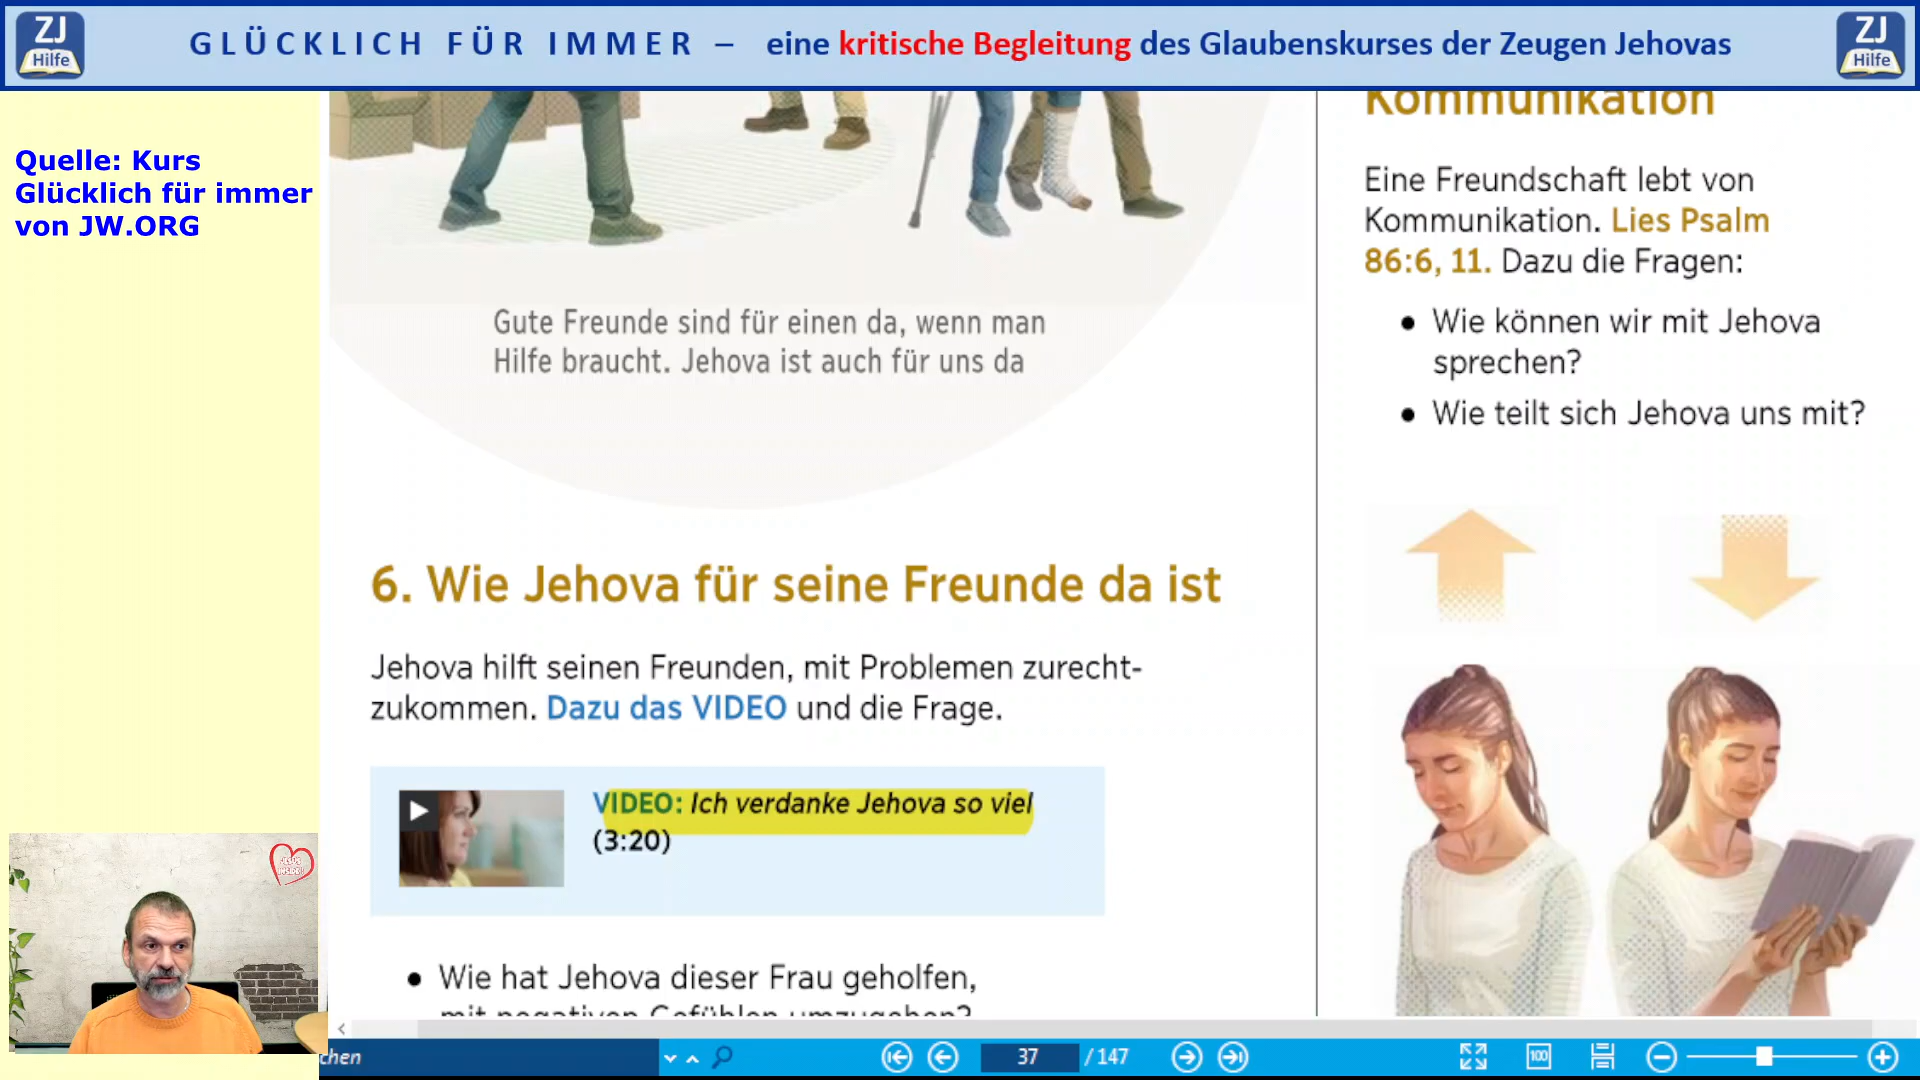 ZJ
Hilfe
GLÜCKLICH FÜR IMMER – eine kritische Begleitung des Glaubenskurses der Zeugen Jehovas
ZJ
Hilfe
Quelle: Kurs
Glücklich für immer
von JW.ORG
Gute Freunde sind für einen da, wenn man
Hilfe braucht. Jehova ist auch für uns da
6. Wie Jehova für seine Freunde da ist
Jehova hilft seinen Freunden, mit Problemen zurecht-
zukommen. Dazu das VIDEO und die Frage.
VIDEO: Ich verdanke Jehova so viel
(3:20)
• Wie hat Jehova dieser Frau geholfen,
mit negativen Gefühlen umzugehen?
Kommunikation
Eine Freundschaft lebt von
Kommunikation. Lies Psalm
86:6, 11. Dazu die Fragen:
• Wie können wir mit Jehova
sprechen?
• Wie teilt sich Jehova uns mit?
chen
37 / 147
100